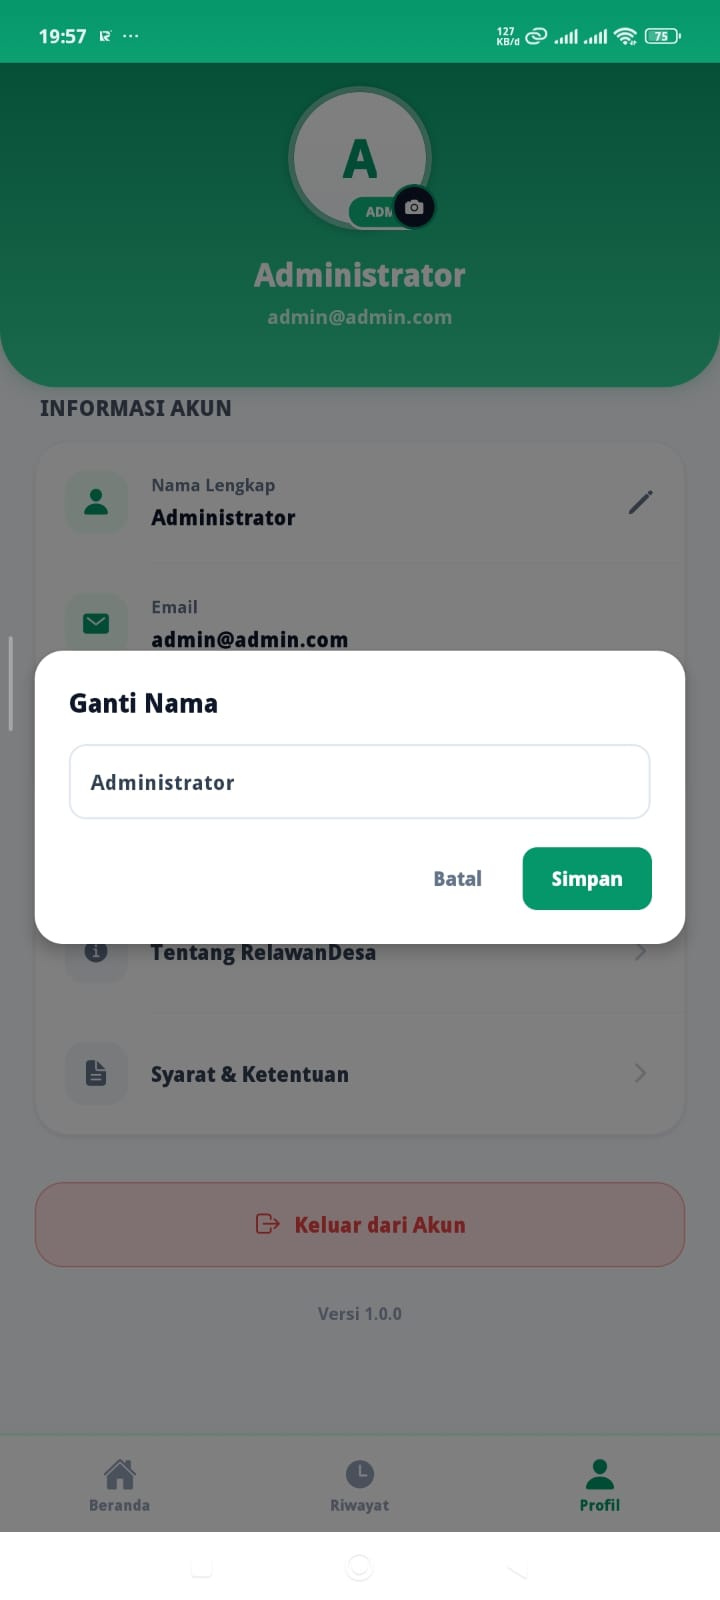 19:57
127
KB/d
75
A
ADM
Administrator
admin@admin.com
INFORMASI AKUN
Nama Lengkap
Administrator
Email
admin@admin.com
Ganti Nama
Administrator
Batal
Simpan
Tentang RelawanDesa
Syarat & Ketentuan
Keluar dari Akun
Versi 1.0.0
Beranda
Riwayat
Profil